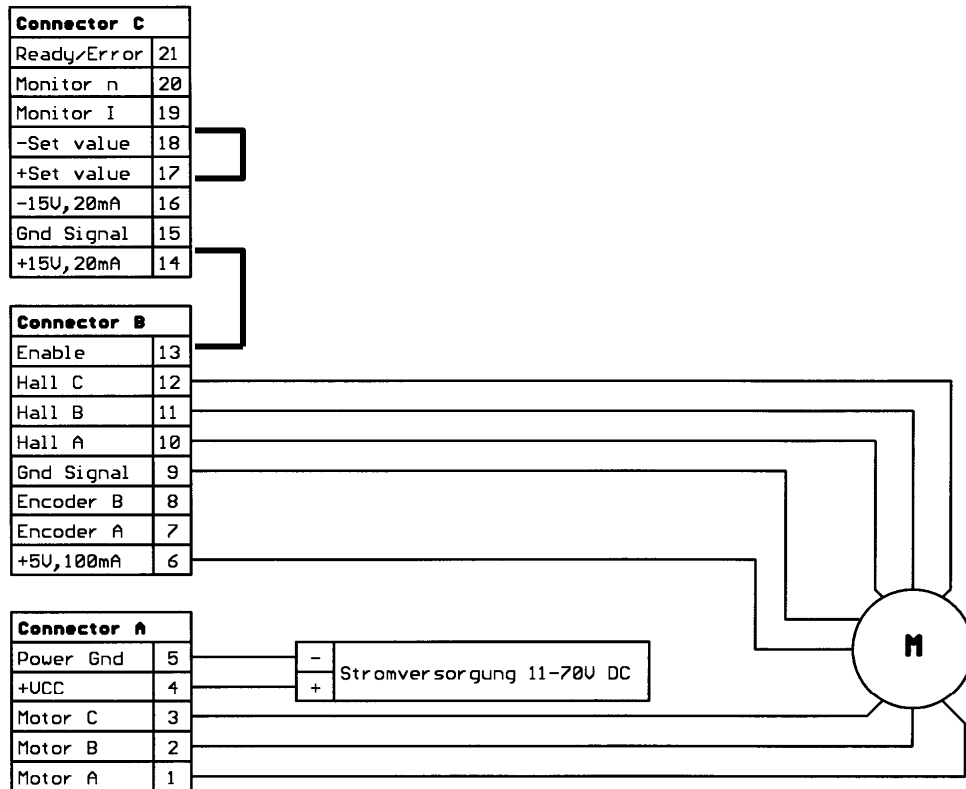 Connector C
Ready/Error 21
Monitor n 20
Monitor I 19
-Set value 18
+Set value 17
-15V,20mA 16
Gnd Signal 15
+15V,20mA 14
Connector B
Enable 13
Hall C 12
Hall B 11
Hall A 10
Gnd Signal 9
Encoder B 8
Encoder A 7
+5V,100mA 6
Connector A
Power Gnd 5
+VCC 4
Motor C 3
Motor B 2
Motor A 1
- Stromversorgung 11-70V DC
+
M